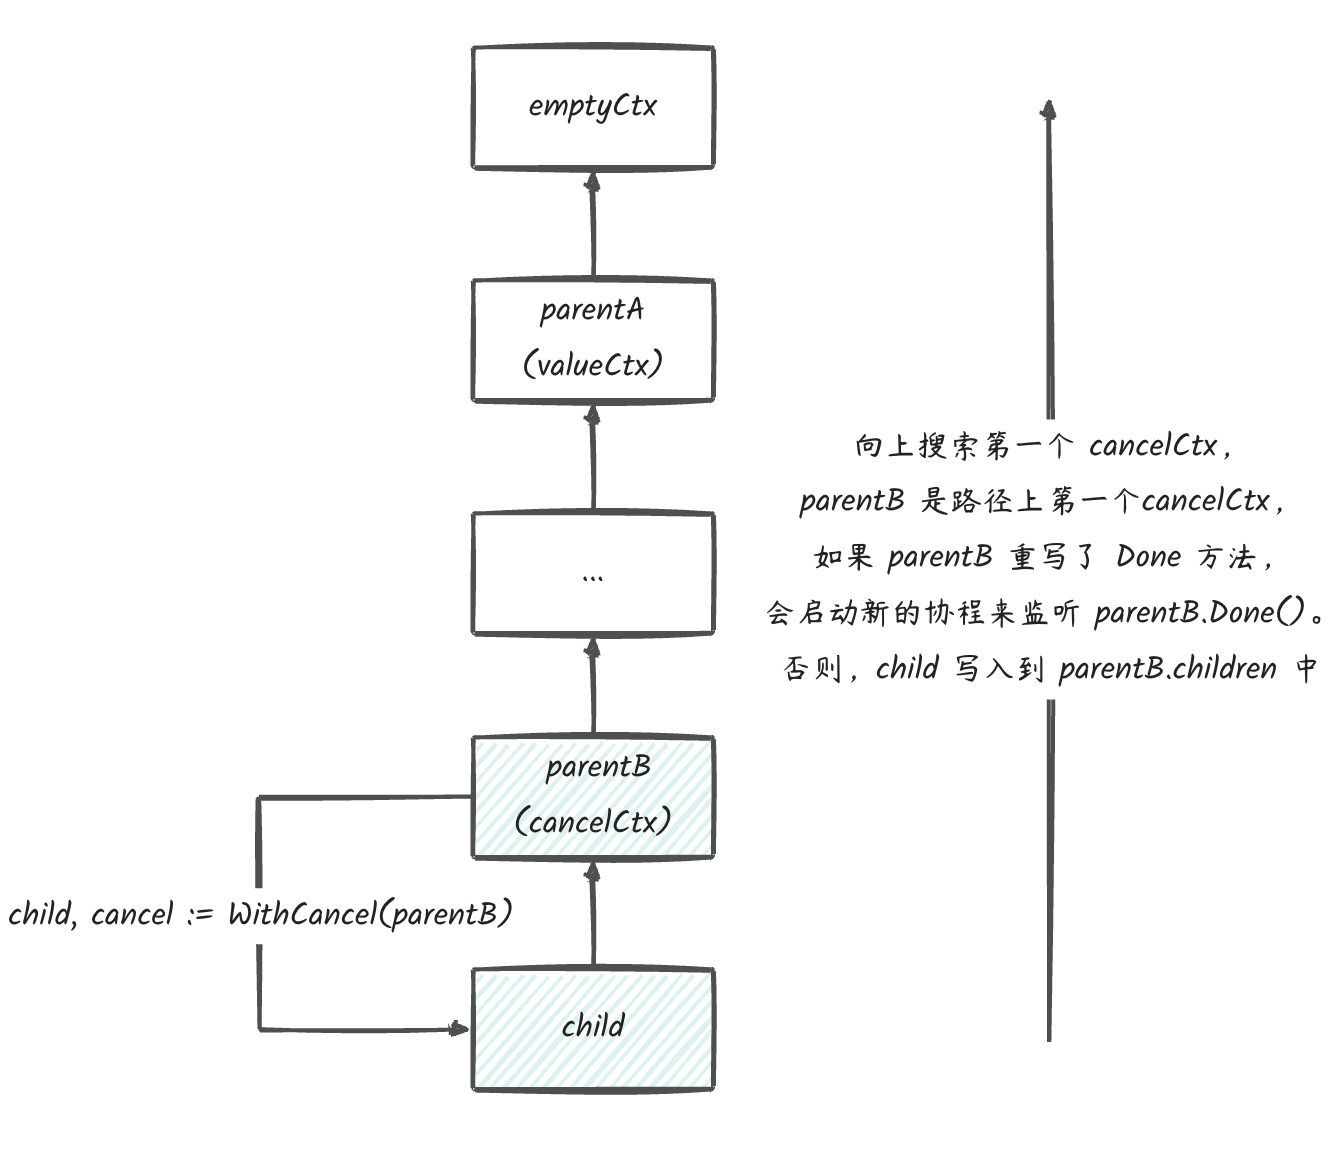 emptyCtx
parentA
(valueCtx)
...
向上搜索第一个 cancelCtx，
parentB 是路径上第一个cancelCtx，
如果 parentB 重写了 Done 方法，
会启动新的协程来监听 parentB.Done()。
否则，child 写入到 parentB.children 中
parentB
(cancelCtx)
child, cancel := WithCancel(parentB)
child